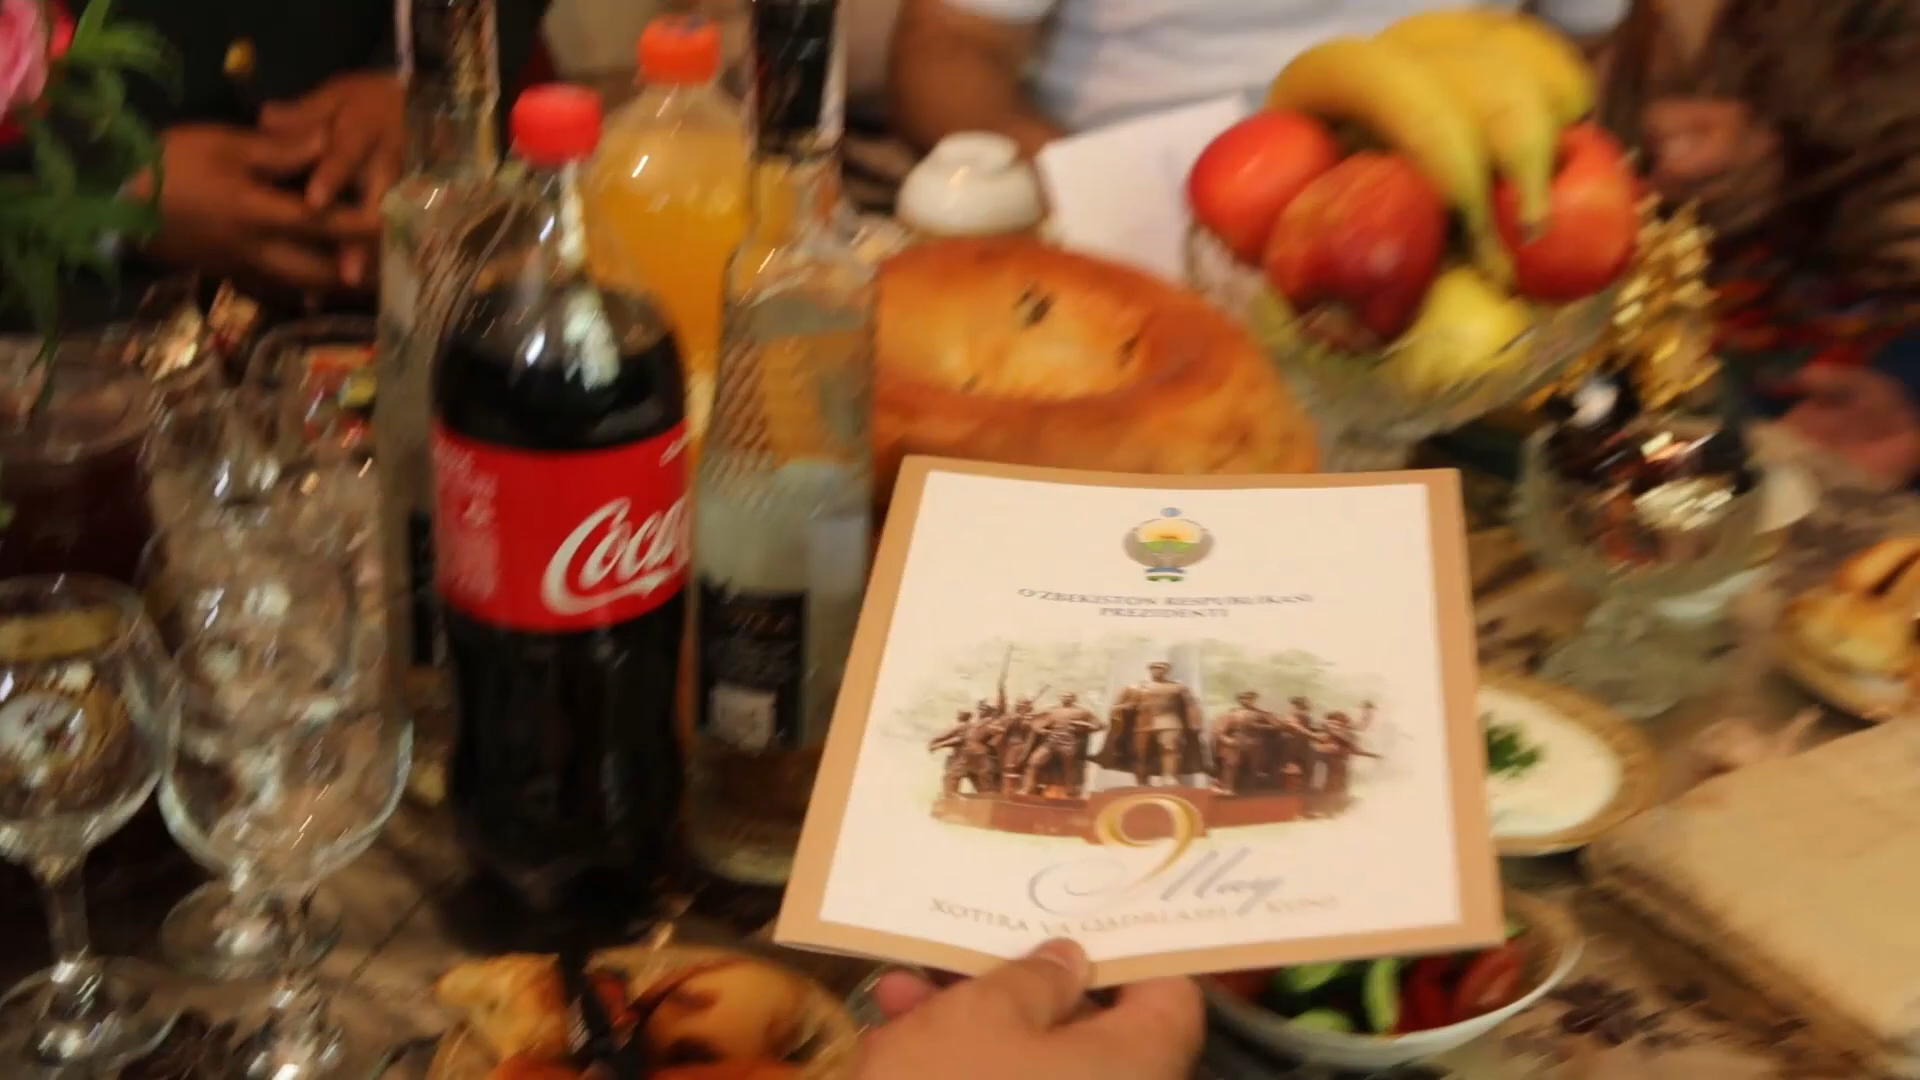 Coca
O'ZBEKISTON RESPUBLIKASI
PREZIDENTI
9 May
XOTIRA VA QADRLASH KUNI